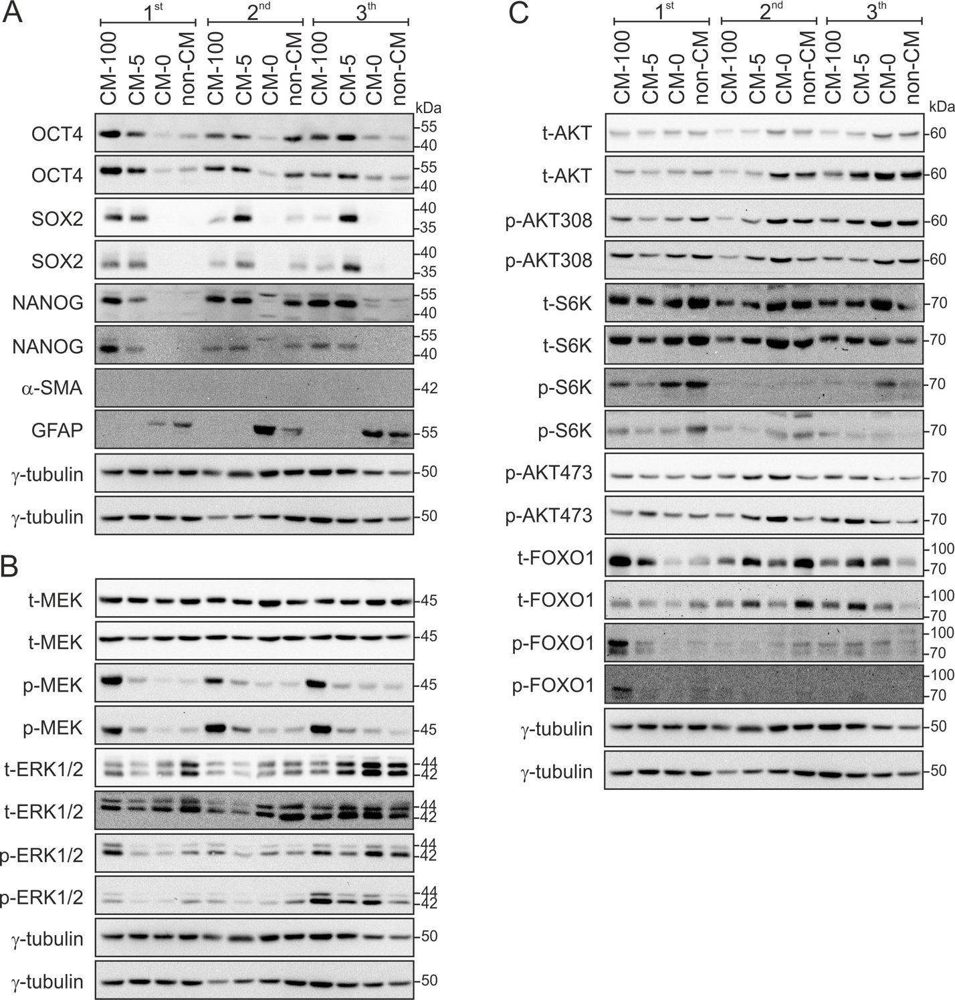 A
1st 2nd 3th
CM-100 CM-5 CM-0 non-CM CM-100 CM-5 CM-0 non-CM CM-100 CM-5 CM-0 non-CM
kDa
OCT4 55 40
OCT4 55 40
SOX2 40 35
SOX2 40 35
NANOG 55 40
NANOG 55 40
α-SMA 42
GFAP 55
γ-tubulin 50
γ-tubulin 50
B
t-MEK 45
t-MEK 45
p-MEK 45
p-MEK 45
t-ERK1/2 44 42
t-ERK1/2 44 42
p-ERK1/2 44 42
p-ERK1/2 44 42
γ-tubulin 50
γ-tubulin 50
C
1st 2nd 3th
CM-100 CM-5 CM-0 non-CM CM-100 CM-5 CM-0 non-CM CM-100 CM-5 CM-0 non-CM
kDa
t-AKT 60
t-AKT 60
p-AKT308 60
p-AKT308 60
t-S6K 70
t-S6K 70
p-S6K 70
p-S6K 70
p-AKT473 70
p-AKT473 70
t-FOXO1 100 70
t-FOXO1 100 70
p-FOXO1 100 70
p-FOXO1 100 70
γ-tubulin 50
γ-tubulin 50